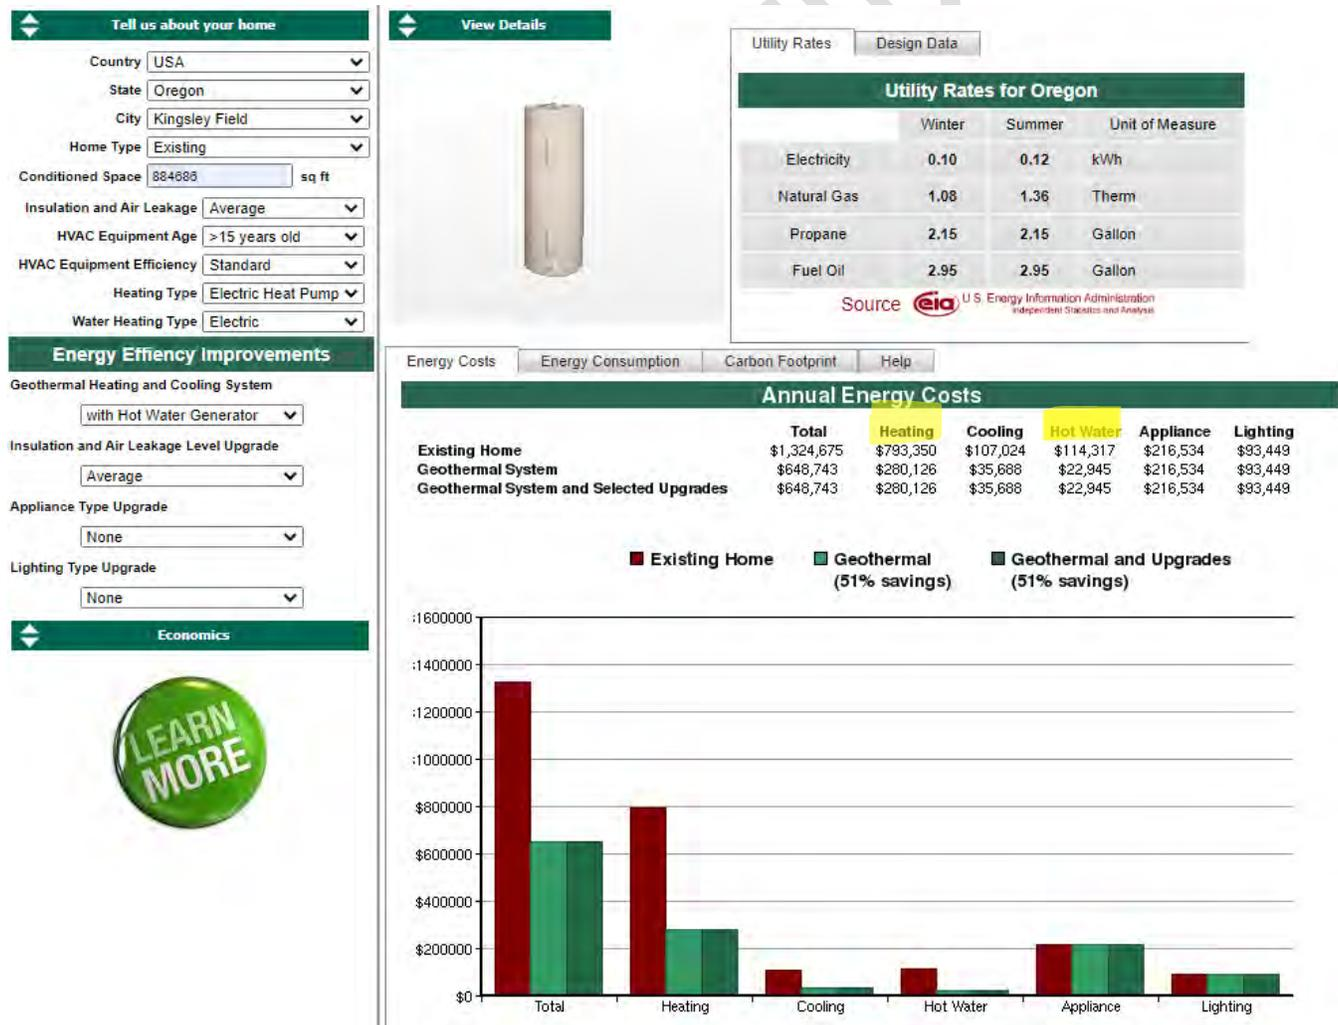 Tell us about your home
Country USA
State Oregon
City Kingsley Field
Home Type Existing
Conditioned Space 884686 sq ft
Insulation and Air Leakage Average
HVAC Equipment Age >15 years old
HVAC Equipment Efficiency Standard
Heating Type Electric Heat Pump
Water Heating Type Electric
Energy Effiency Improvements
Geothermal Heating and Cooling System
with Hot Water Generator
Insulation and Air Leakage Level Upgrade
Average
Appliance Type Upgrade
None
Lighting Type Upgrade
None
Economics
LEARN
MORE
View Details
Utility Rates Design Data
Utility Rates for Oregon
Winter Summer Unit of Measure
Electricity 0.10 0.12 kWh
Natural Gas 1.08 1.36 Therm
Propane 2.15 2.15 Gallon
Fuel Oil 2.95 2.95 Gallon
Source eia U.S. Energy Information Administration
Independent Statistics and Analysis
Energy Costs Energy Consumption Carbon Footprint Help
Annual Energy Costs
Total Heating Cooling Hot Water Appliance Lighting
Existing Home $1,324,675 $793,350 $107,024 $114,317 $216,534 $93,449
Geothermal System $648,743 $280,126 $35,688 $22,945 $216,534 $93,449
Geothermal System and Selected Upgrades $648,743 $280,126 $35,688 $22,945 $216,534 $93,449
Existing Home Geothermal Geothermal and Upgrades
(51% savings) (51% savings)
1600000
1400000
1200000
1000000
$800000
$600000
$400000
$200000
$0
Total Heating Cooling Hot Water Appliance Lighting